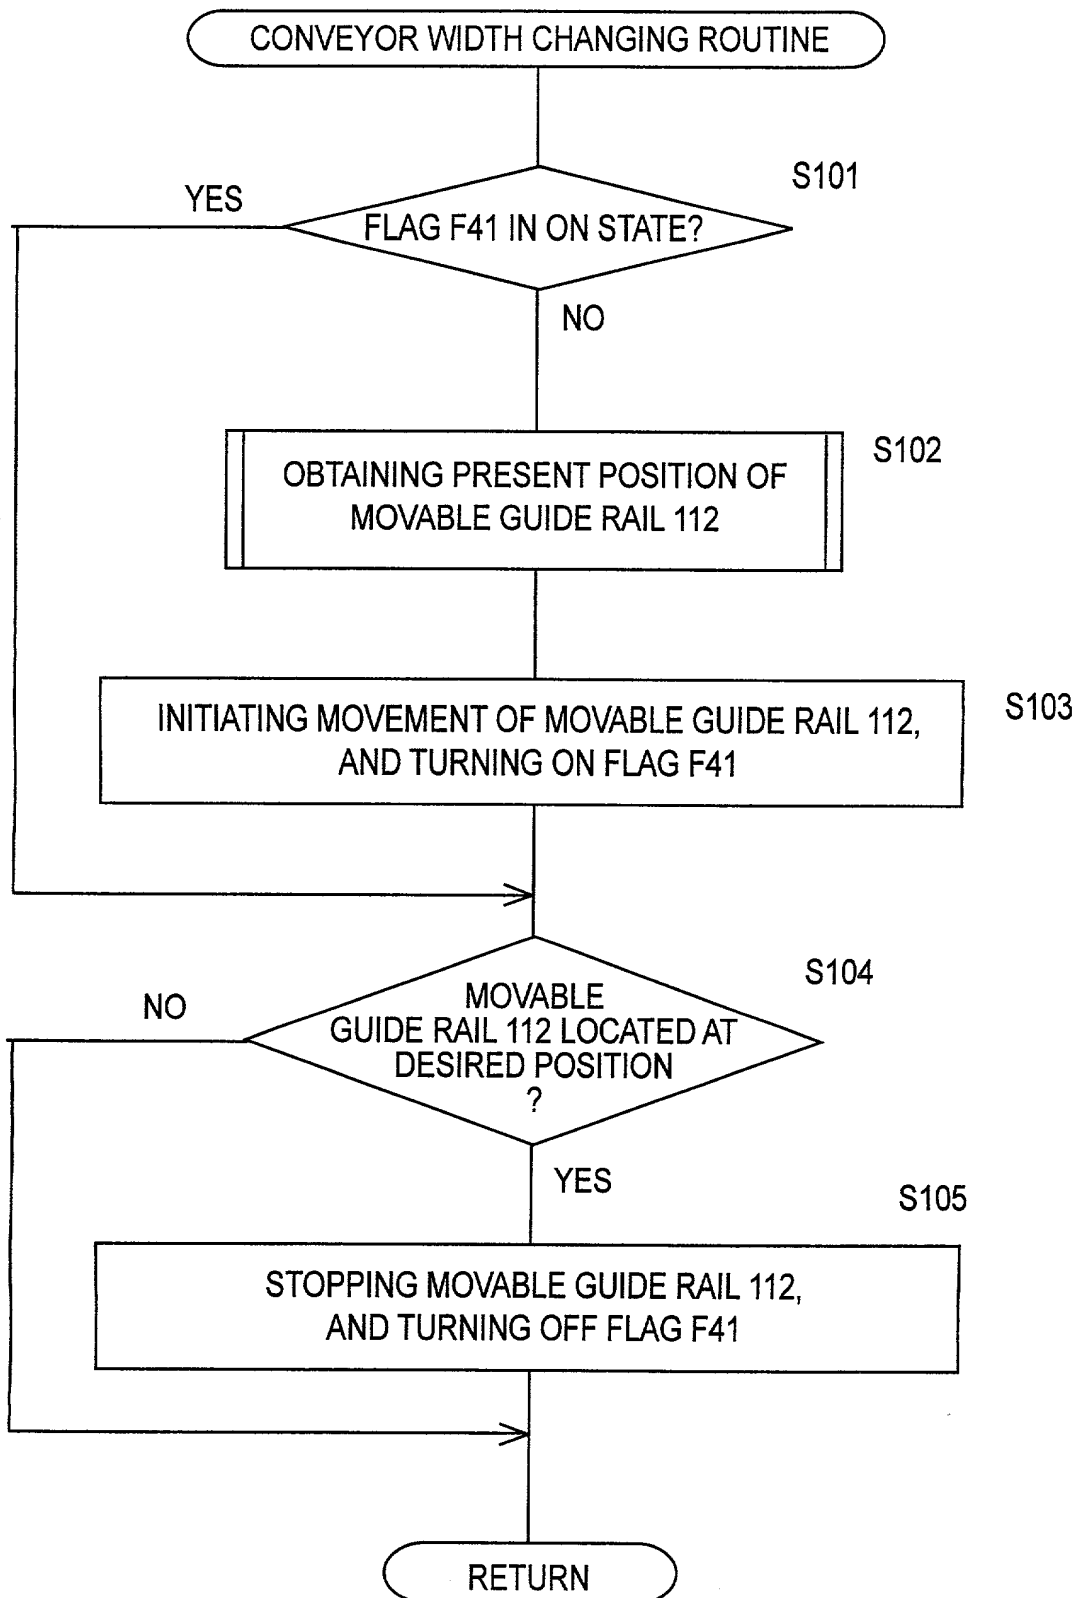 CONVEYOR WIDTH CHANGING ROUTINE
S101
YES
FLAG F41 IN ON STATE?
NO
S102
OBTAINING PRESENT POSITION OF
MOVABLE GUIDE RAIL 112
S103
INITIATING MOVEMENT OF MOVABLE GUIDE RAIL 112,
AND TURNING ON FLAG F41
S104
NO
MOVABLE
GUIDE RAIL 112 LOCATED AT
DESIRED POSITION
?
YES
S105
STOPPING MOVABLE GUIDE RAIL 112,
AND TURNING OFF FLAG F41
RETURN